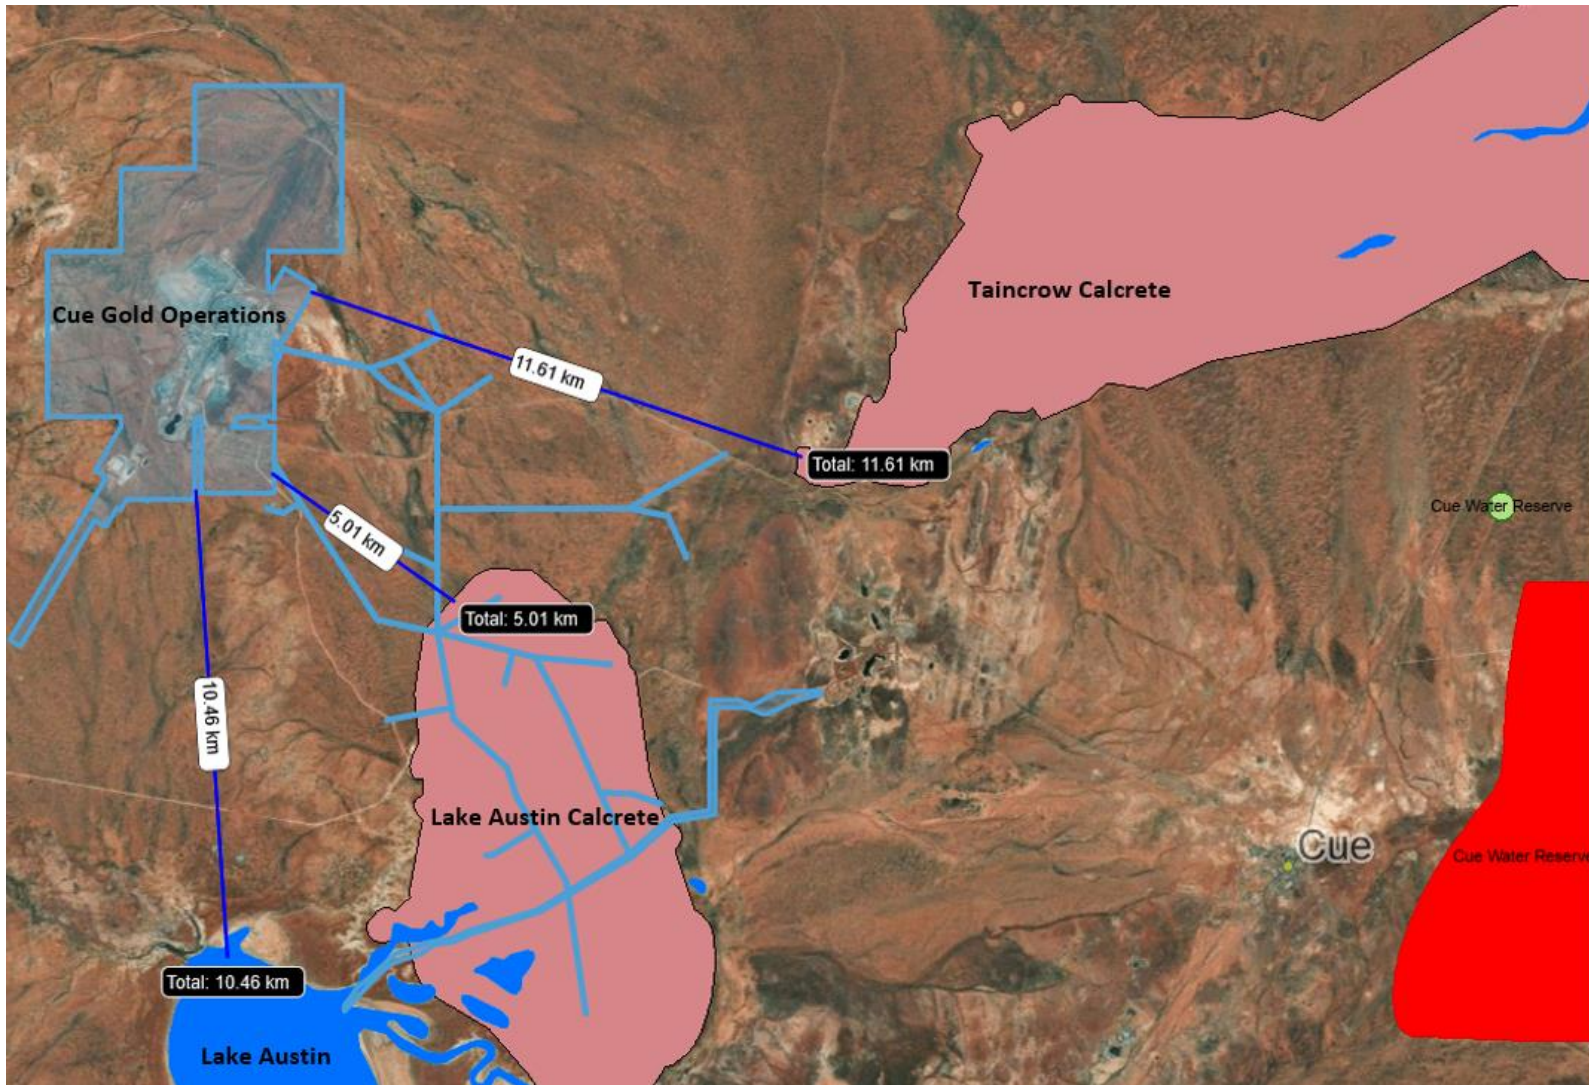 Taincrow Calcrete
Cue Gold Operations
11.61 km
Total: 11.61 km
Cue Water Reserve
5.01 km
Total: 5.01 km
10.46 km
Lake Austin Calcrete
Cue
Cue Water Reserve
Total: 10.46 km
Lake Austin